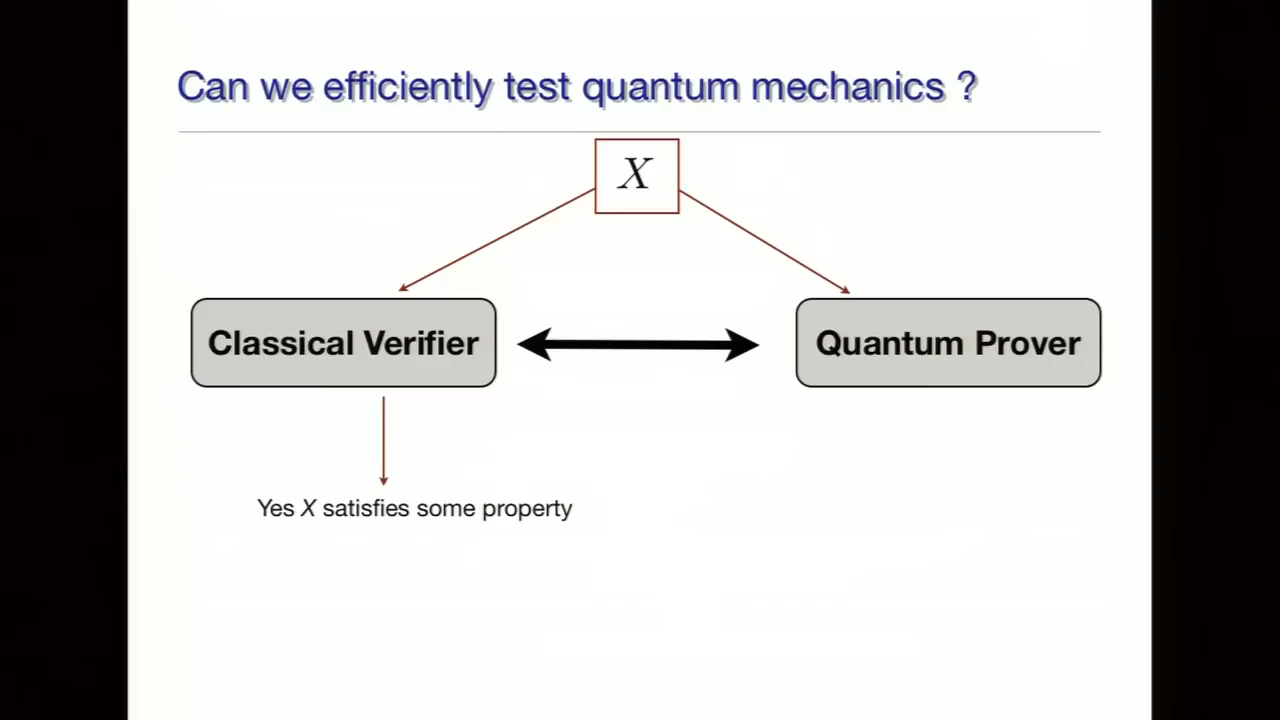 Can we efficiently test quantum mechanics ?
X
Classical Verifier
Quantum Prover
Yes X satisfies some property